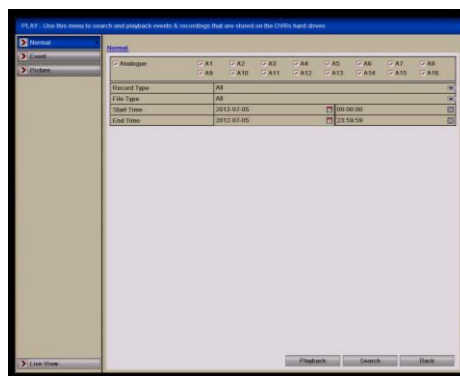 PLAY - Use this menu to search and playback events & recordings that are stored on the DVRs hard drives
Normal
Event
Picture
Normal
Analogue A1 A2 A3 A4 A5 A6 A7 A8
A9 A10 A11 A12 A13 A14 A15 A16
Record Type All
File Type All
Start Time 2012-07-05 00:00:00
End Time 2012-07-05 23:59:59
Playback Search Back
Live View